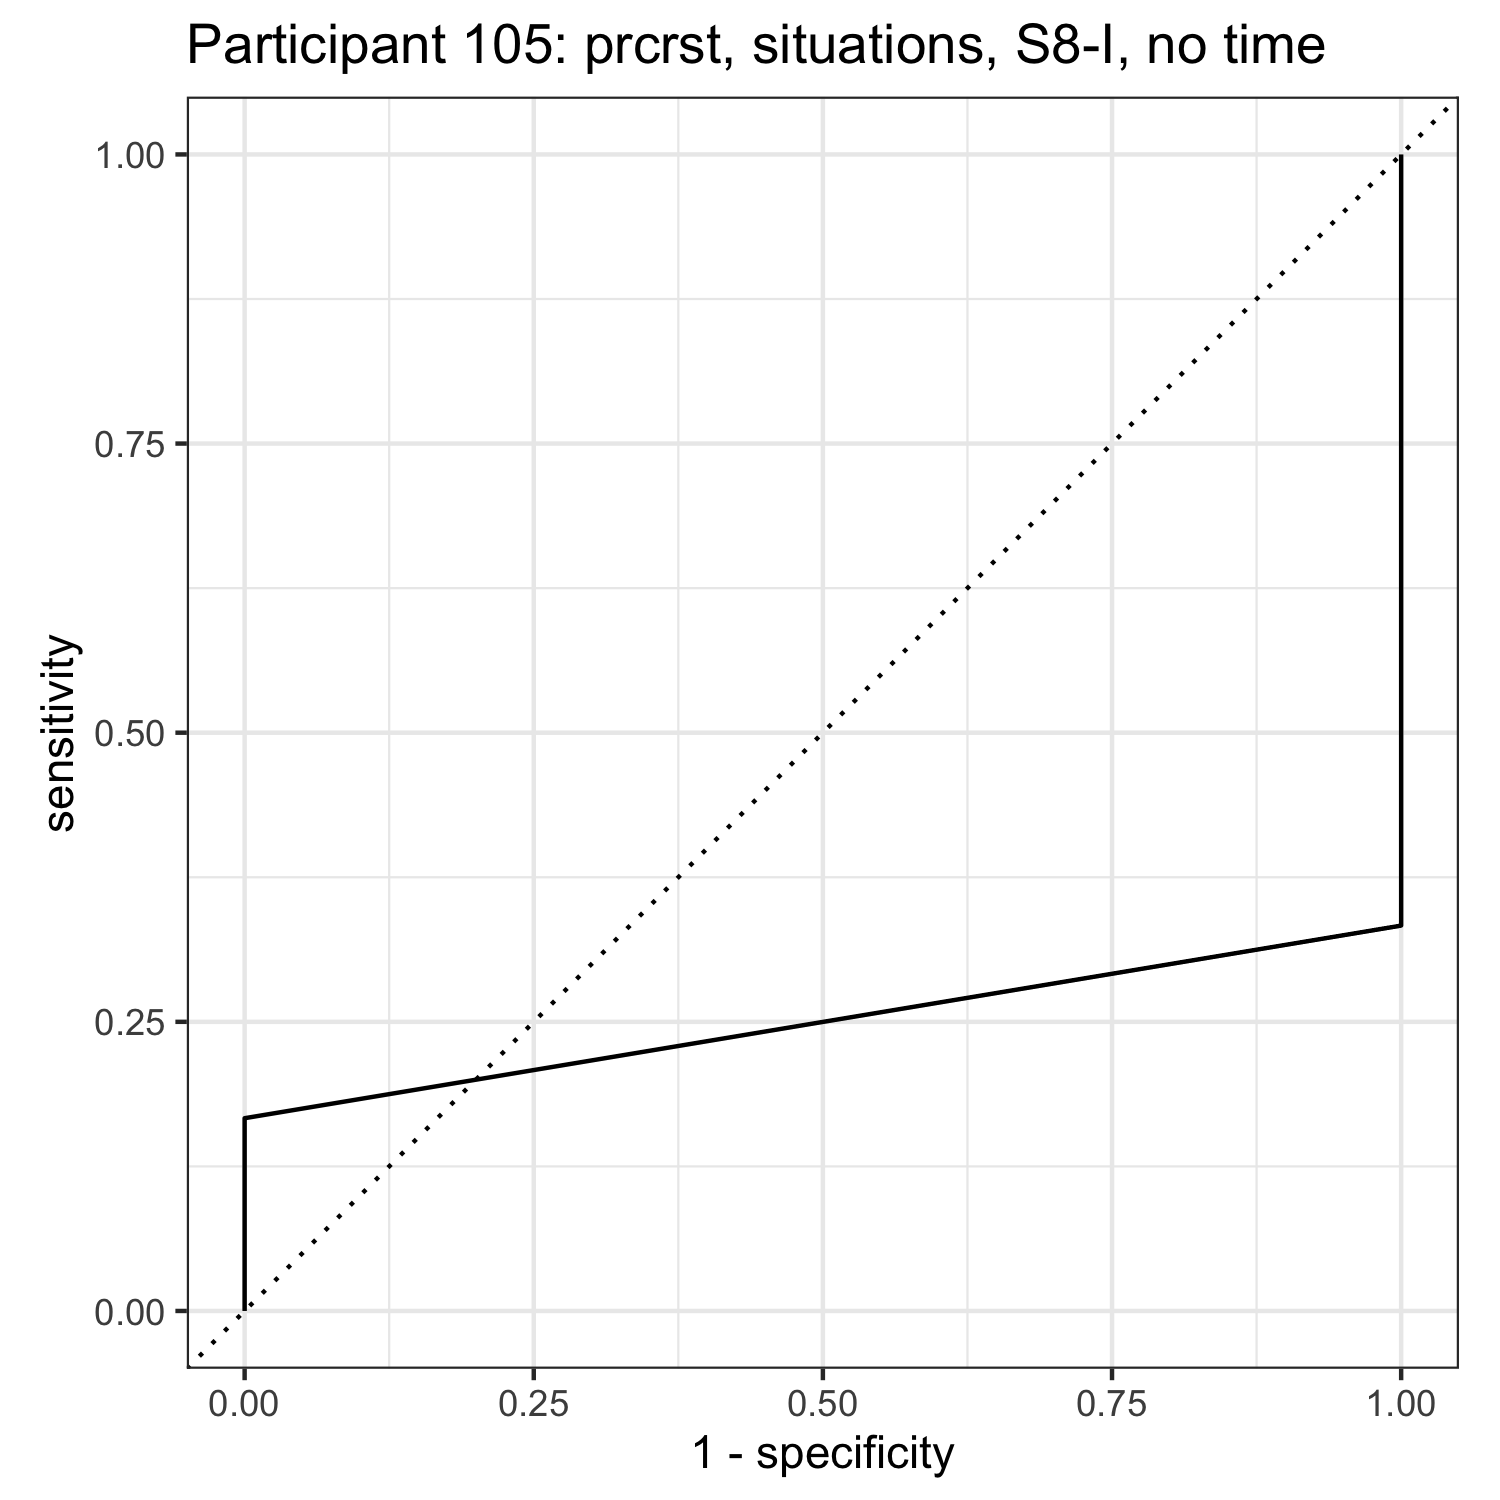 Participant 105: prcrst, situations, S8-I, no time
1.00
0.75
0.50
0.25
0.00
sensitivity
0.00 0.25 0.50 0.75 1.00
1 - specificity